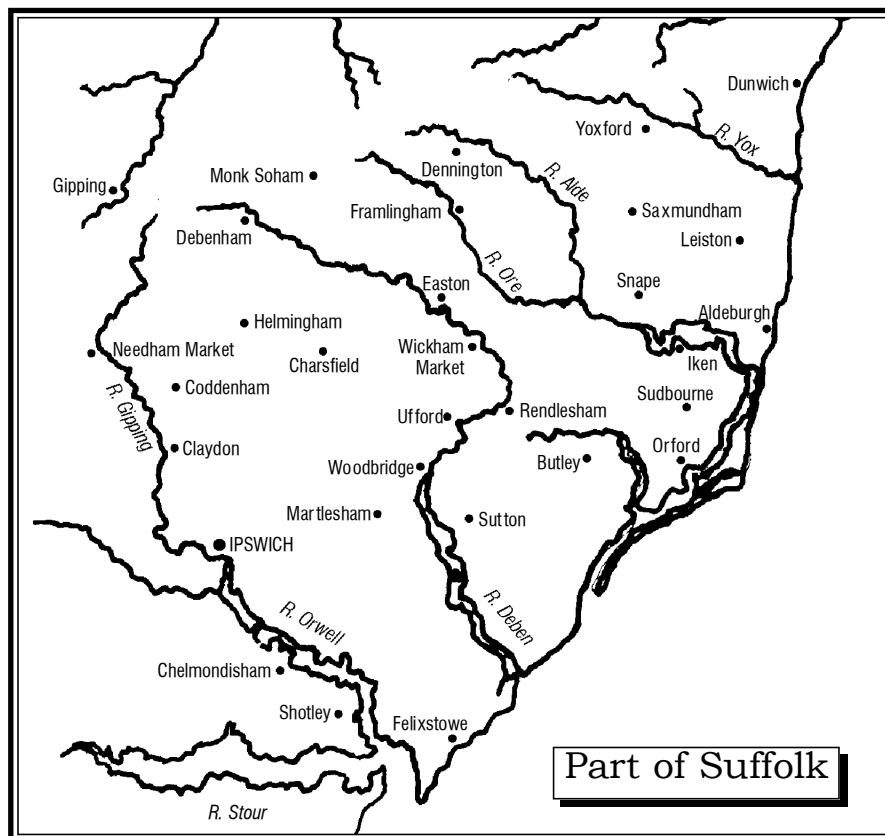 Dunwich
Yoxford
R. Yox
Dennington
Monk Soham
R. Alde
Gipping
Framlingham
Saxmundham
Debenham
Leiston
R. Ore
Easton
Snape
Aldeburgh
Helmingham
Needham Market
Charsfield
Wickham
Market
Iken
Coddenham
Sudbourne
R. Gipping
Ufford
Rendlesham
Claydon
Woodbridge
Butley
Orford
Martlesham
Sutton
IPSWICH
R. Orwell
R. Deben
Chelmondisham
Shotley
Felixstowe
Part of Suffolk
R. Stour